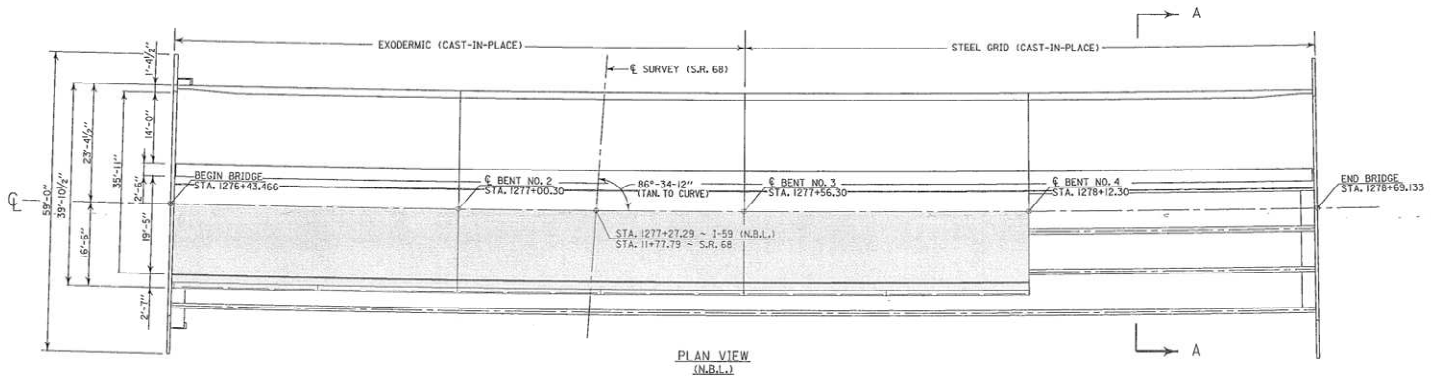 A
EXODERMIC (CAST-IN-PLACE)
STEEL GRID (CAST-IN-PLACE)
℄ SURVEY (S.R. 68)
1'-4½"
14'-0"
23'-4½"
35'-11"
39'-10½"
59'-0"
2'-6"
19'-5"
16'-6"
2'-7"
℄
BEGIN BRIDGE
STA. 1276+43.466
℄ BENT NO. 2
STA. 1277+00.30
86°-34-12"
(TAN. TO CURVE)
℄ BENT NO. 3
STA. 1277+56.30
℄ BENT NO. 4
STA. 1278+12.30
END BRIDGE
STA. 1278+69.133
STA. 1277+27.29 ~ I-59 (N.B.L.)
STA. 11+77.79 ~ S.R. 68
A
PLAN VIEW
(N.B.L.)